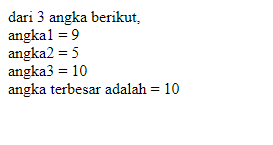 dari 3 angka berikut,
angka1 = 9
angka2 = 5
angka3 = 10
angka terbesar adalah = 10